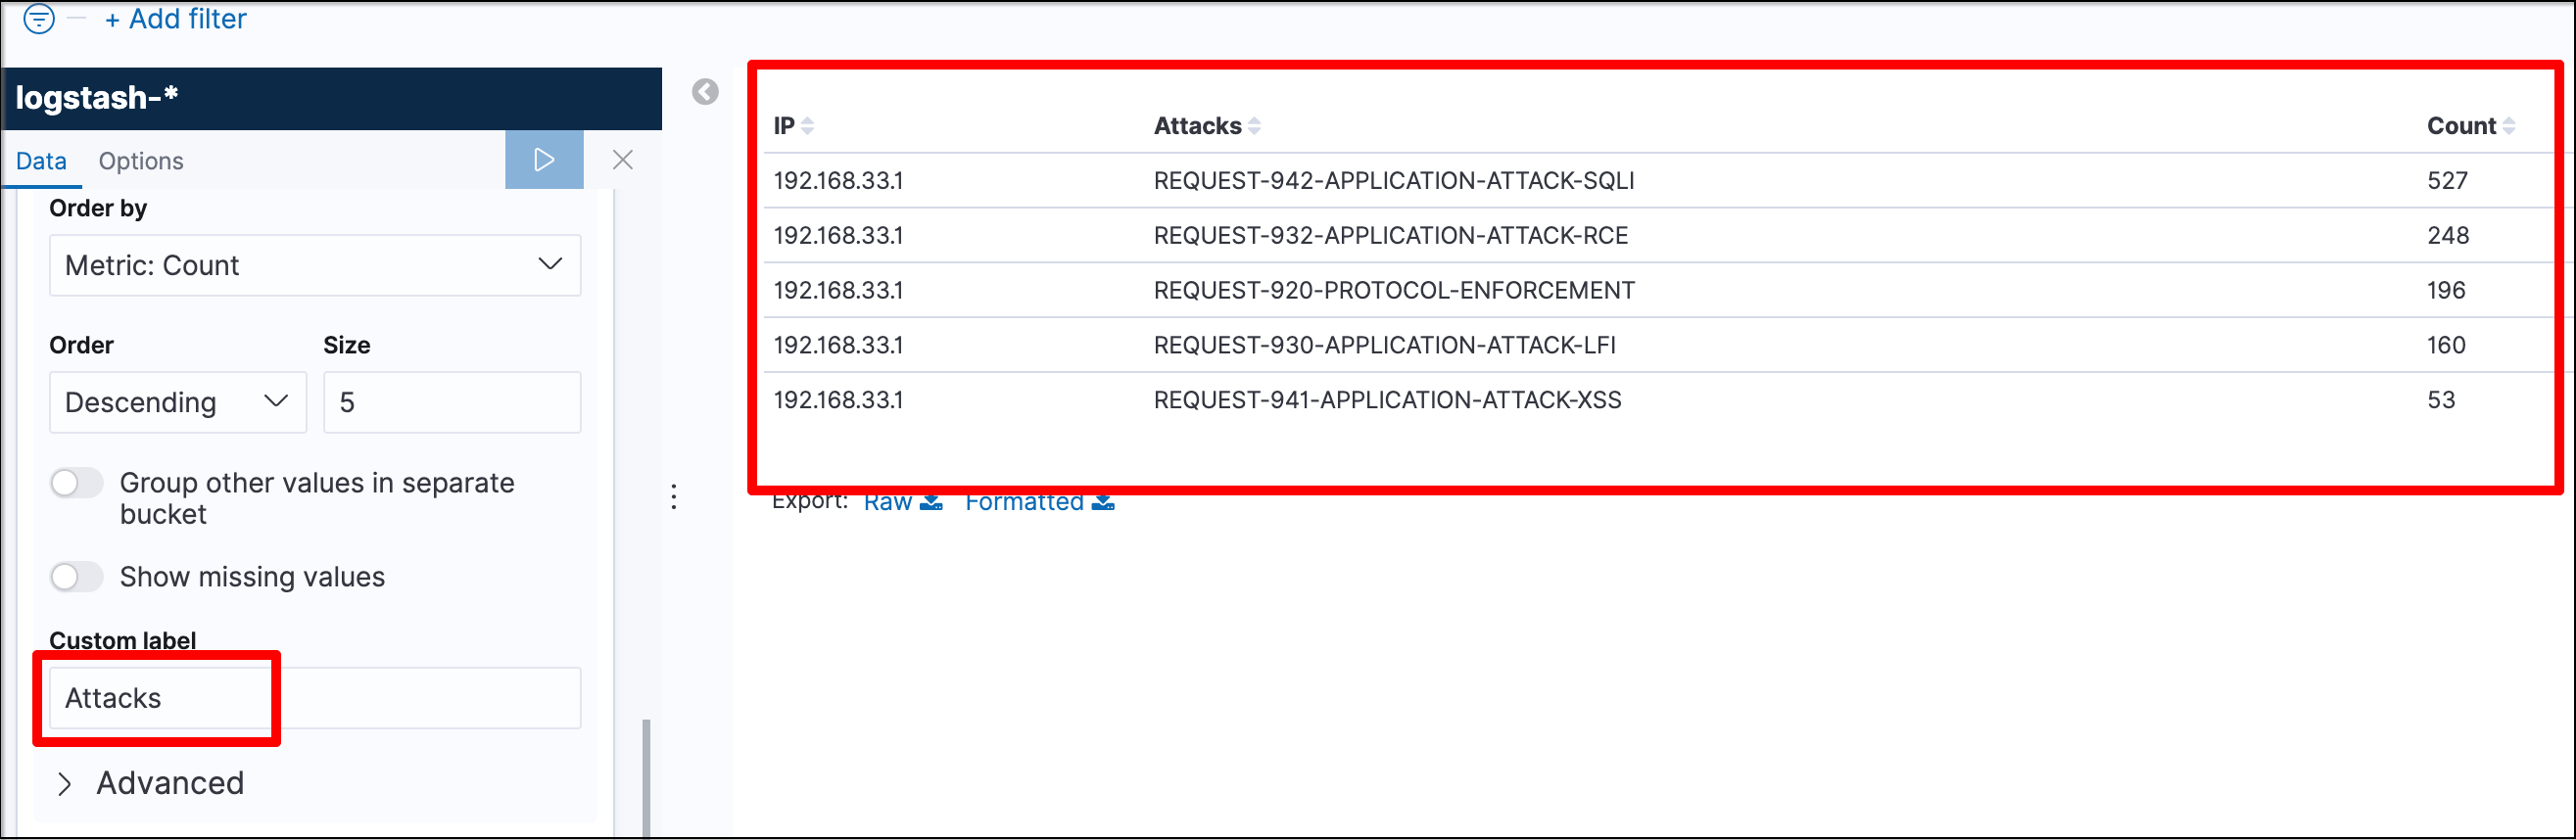 + Add filter
logstash-*
Data Options
Order by
Metric: Count
Order Size
Descending 5
Group other values in separate
bucket
Show missing values
Custom label
Attacks
Advanced
IP Attacks Count
192.168.33.1 REQUEST-942-APPLICATION-ATTACK-SQLI 527
192.168.33.1 REQUEST-932-APPLICATION-ATTACK-RCE 248
192.168.33.1 REQUEST-920-PROTOCOL-ENFORCEMENT 196
192.168.33.1 REQUEST-930-APPLICATION-ATTACK-LFI 160
192.168.33.1 REQUEST-941-APPLICATION-ATTACK-XSS 53
Export: Raw Formatted